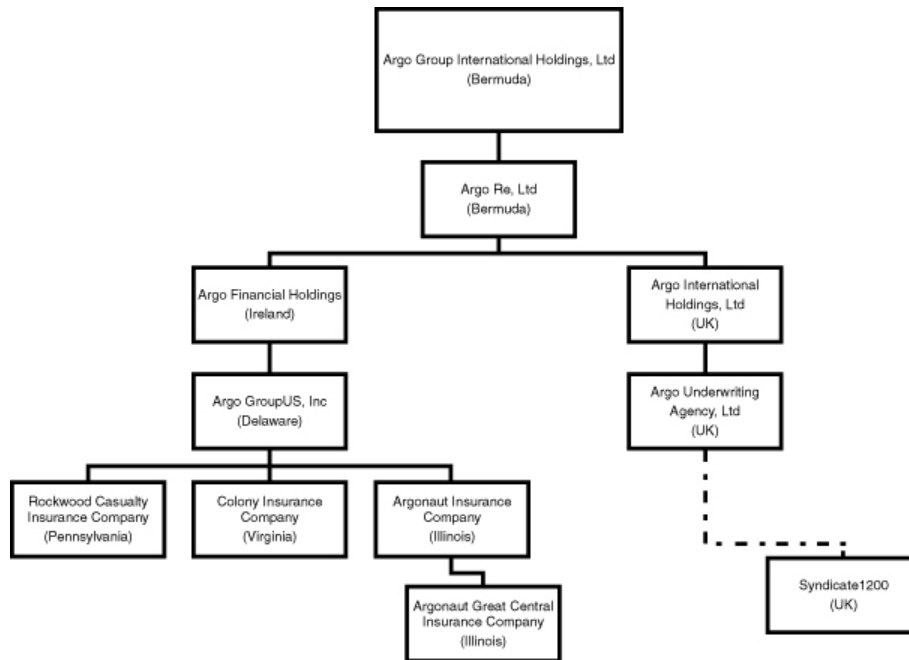 Argo Group International Holdings, Ltd
(Bermuda)
Argo Re, Ltd
(Bermuda)
Argo Financial Holdings
(Ireland)
Argo International
Holdings, Ltd
(UK)
Argo GroupUS, Inc
(Delaware)
Argo Underwriting
Agency, Ltd
(UK)
Rockwood Casualty
Insurance Company
(Pennsylvania)
Colony Insurance
Company
(Virginia)
Argonaut Insurance
Company
(Illinois)
Argonaut Great Central
Insurance Company
(Illinois)
Syndicate1200
(UK)